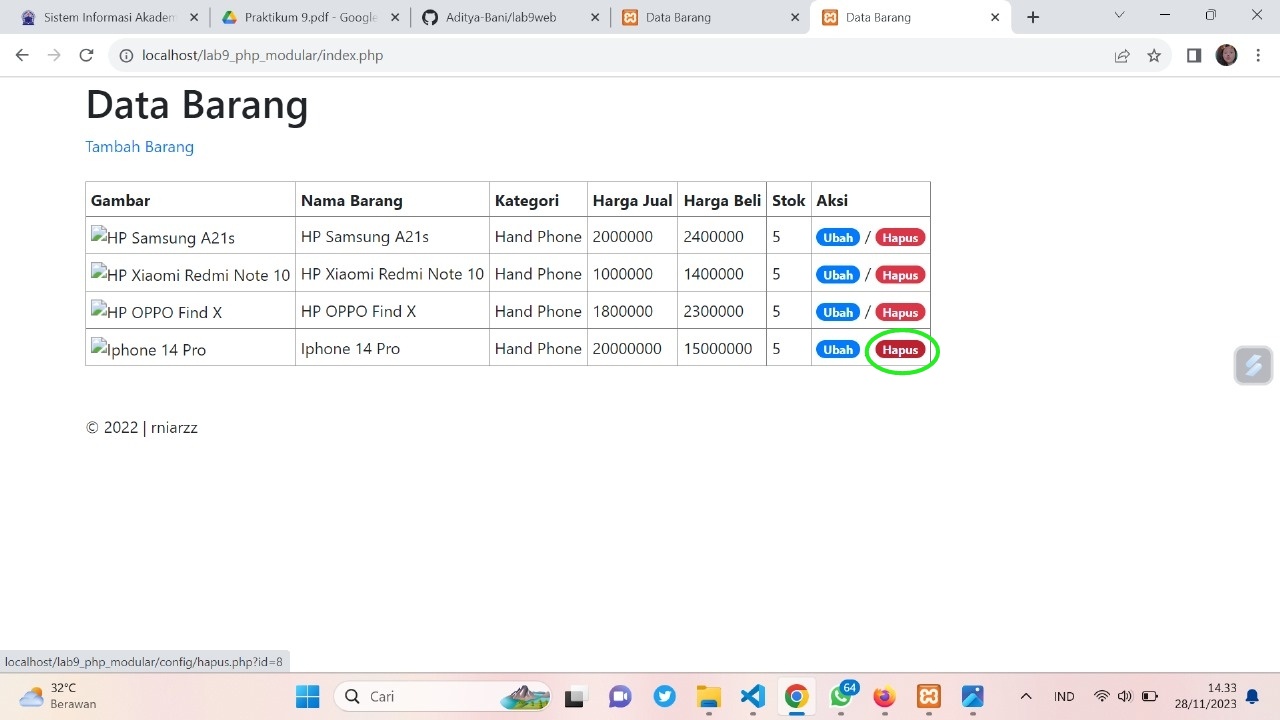 Sistem Informasi Akadem
Praktikum 9.pdf - Google
Aditya-Bani/lab9web
Data Barang
Data Barang
localhost/lab9_php_modular/index.php
Data Barang
Tambah Barang
Gambar Nama Barang Kategori Harga Jual Harga Beli Stok Aksi
HP Samsung A21s HP Samsung A21s Hand Phone 2000000 2400000 5 Ubah / Hapus
HP Xiaomi Redmi Note 10 HP Xiaomi Redmi Note 10 Hand Phone 1000000 1400000 5 Ubah / Hapus
HP OPPO Find X HP OPPO Find X Hand Phone 1800000 2300000 5 Ubah / Hapus
Iphone 14 Pro Iphone 14 Pro Hand Phone 20000000 15000000 5 Ubah Hapus
© 2022 | rniarzz
localhost/lab9_php_modular/config/hapus.php?id=8
32°C
Berawan
Cari
64
IND
14.33
28/11/2023